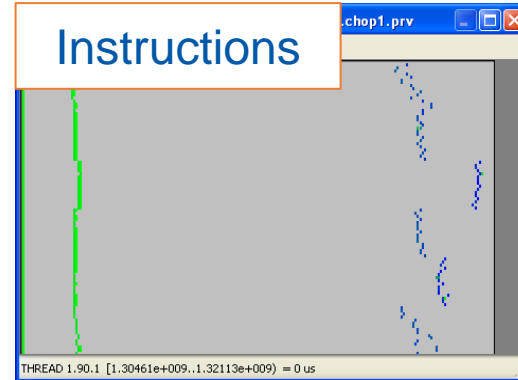 Instructions
.chop1.prv
THREAD 1.90.1 [1.30461e+009..1.32113e+009) = 0 us